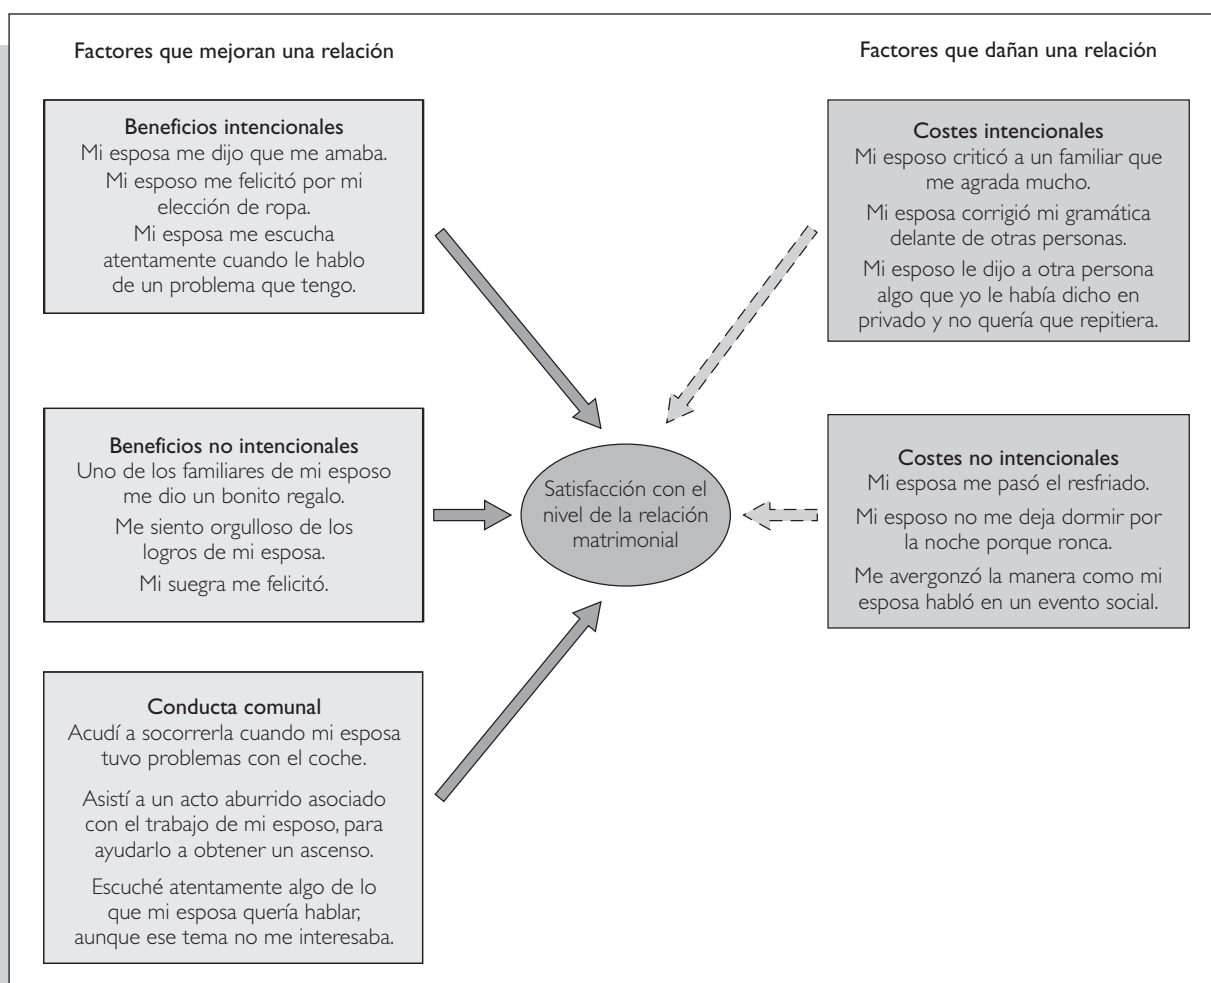 Factores que mejoran una relación
Beneficios intencionales
Mi esposa me dijo que me amaba.
Mi esposo me felicitó por mi
elección de ropa.
Mi esposa me escucha
atentamente cuando le hablo
de un problema que tengo.
Beneficios no intencionales
Uno de los familiares de mi esposo
me dio un bonito regalo.
Me siento orgulloso de los
logros de mi esposa.
Mi suegra me felicitó.
Conducta comunal
Acudí a socorrerla cuando mi esposa
tuvo problemas con el coche.
Asistí a un acto aburrido asociado
con el trabajo de mi esposo, para
ayudarlo a obtener un ascenso.
Escuché atentamente algo de lo
que mi esposa quería hablar,
aunque ese tema no me interesaba.
Satisfacción con el
nivel de la relación
matrimonial
Factores que dañan una relación
Costes intencionales
Mi esposo criticó a un familiar que
me agrada mucho.
Mi esposa corrigió mi gramática
delante de otras personas.
Mi esposo le dijo a otra persona
algo que yo le había dicho en
privado y no quería que repitiera.
Costes no intencionales
Mi esposa me pasó el resfriado.
Mi esposo no me deja dormir por
la noche porque ronca.
Me avergonzó la manera como mi
esposa habló en un evento social.